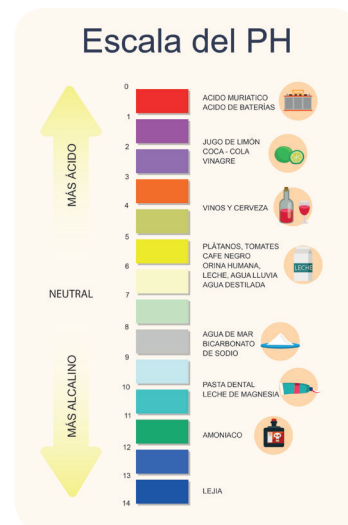 Escala del PH
0
ACIDO MURIATICO
ACIDO DE BATERÍAS
1
JUGO DE LIMÓN
COCA - COLA
VINAGRE
2
3
MÁS ÁCIDO
VINOS Y CERVEZA
4
5
PLÁTANOS, TOMATES
CAFE NEGRO
ORINA HUMANA,
LECHE, AGUA LLUVIA
AGUA DESTILADA
LECHE
6
NEUTRAL
7
8
AGUA DE MAR
BICARBONATO
DE SODIO
9
MÁS ALCALINO
PASTA DENTAL
LECHE DE MAGNESIA
10
11
AMONIACO
12
13
LEJIA
14